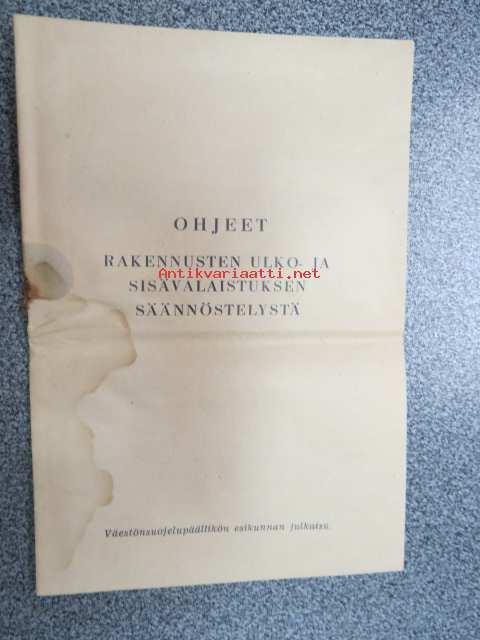 OHJEET
RAKENNUSTEN ULKO- JA
Antikvariaatti.net
SISÄVALAISTUKSEN
SÄÄNNÖSTELYSTÄ
Väestönsuojelupäällikön esikunnan julkaisu.